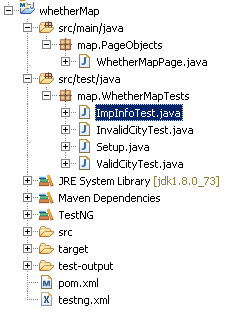 whetherMap
src/main/java
map.PageObjects
WhetherMapPage.java
src/test/java
map.WhetherMapTests
ImpInfoTest.java
InvalidCityTest.java
Setup.java
ValidCityTest.java
JRE System Library [jdk1.8.0_73]
Maven Dependencies
TestNG
src
target
test-output
pom.xml
testng.xml